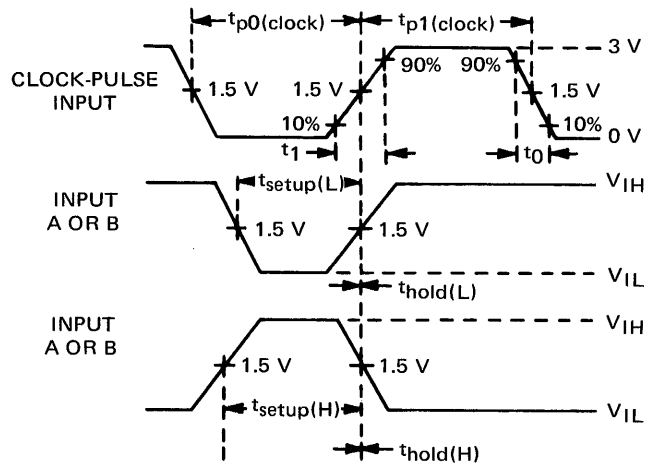 tp0(clock) tp1(clock)
3 V
CLOCK-PULSE
INPUT
90% 90%
1.5 V 1.5 V 1.5 V
10% 10%
0 V
t1 t0
tsetup(L)
VIH
INPUT
A OR B
1.5 V 1.5 V
VIL
thold(L)
INPUT
A OR B
VIH
1.5 V 1.5 V
tsetup(H)
VIL
thold(H)